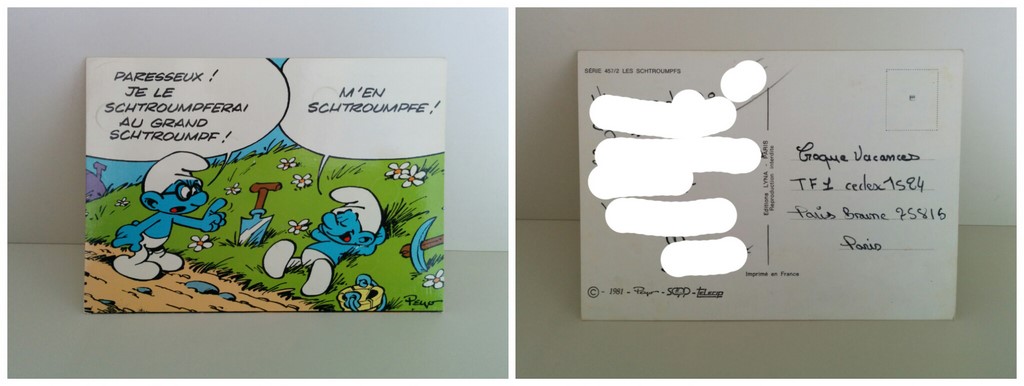 PARESSEUX !
JE LE
SCHTROUMPFERAI
AU GRAND
SCHTROUMPF !
M'EN
SCHTROUMPFE !
Peyo
SÉRIE 457/2 LES SCHTROUMPFS
Editions LYNA - PARIS
Reproduction interdite
Croque Vacances
TF1 cedex 1584
Paris Brune 75816
Paris
Imprimé en France
© - 1981 - Peyo - SEPP - Telecip